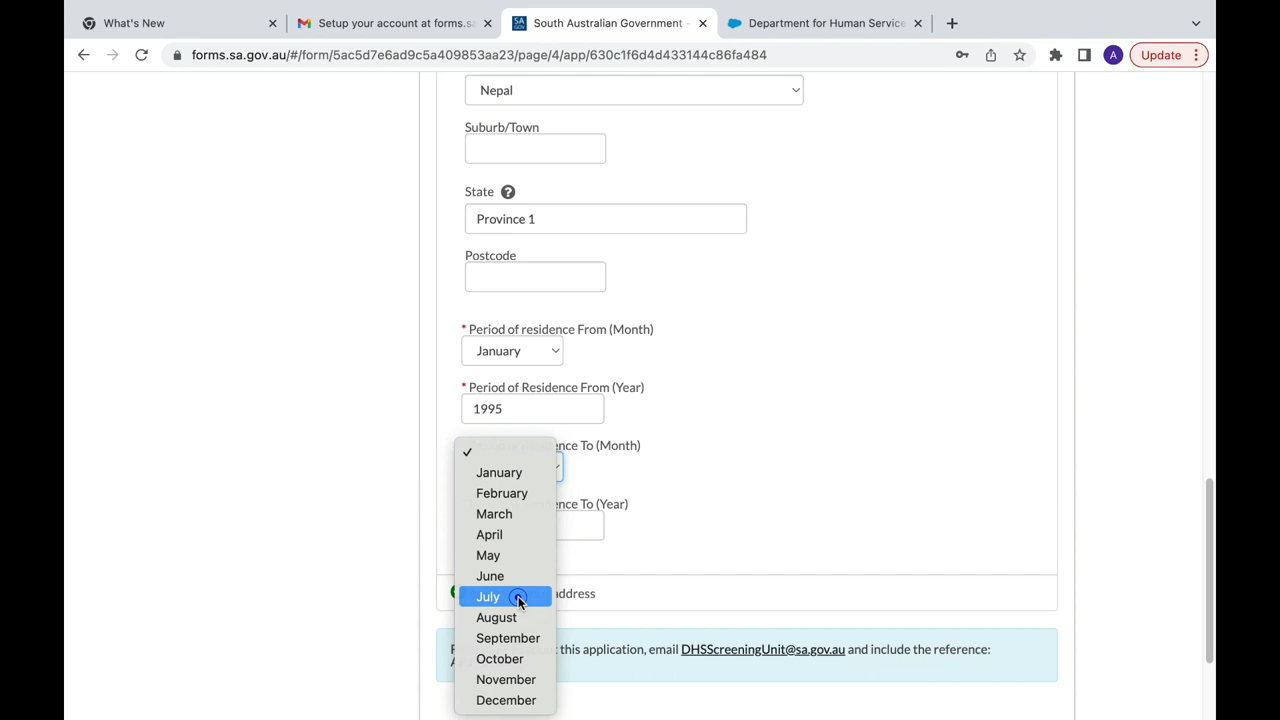 What's New
Setup your account at forms.sa
South Australian Government -
Department for Human Service
forms.sa.gov.au/#/form/5ac5d7e6ad9c5a409853aa23/page/4/app/630c1f6d4d433144c86fa484
A
Update
Nepal
Suburb/Town
State
Province 1
Postcode
* Period of residence From (Month)
January
* Period of Residence From (Year)
1995
ence To (Month)
January
February
March
ence To (Year)
April
May
June
July
address
August
September
this application, email DHSScreeningUnit@sa.gov.au and include the reference:
October
November
December